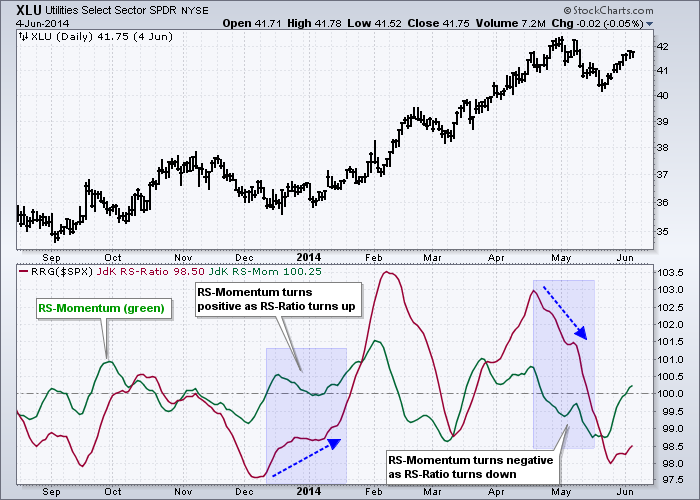 XLU Utilities Select Sector SPDR NYSE © StockCharts.com
4-Jun-2014 Open 41.71 High 41.78 Low 41.52 Close 41.75 Volume 7.2M Chg -0.02 (-0.05%)
XLU (Daily) 41.75 (4 Jun)
42
41
40
39
38
37
36
35
Sep Oct Nov Dec 2014 Feb Mar Apr May Jun
RRG($SPX) JdK RS-Ratio 98.50 JdK RS-Mom 100.25
RS-Momentum (green)
RS-Momentum turns
positive as RS-Ratio turns up
RS-Momentum turns negative
as RS-Ratio turns down
103.5
103.0
102.5
102.0
101.5
101.0
100.5
100.0
99.5
99.0
98.5
98.0
97.5
Sep Oct Nov Dec 2014 Feb Mar Apr May Jun